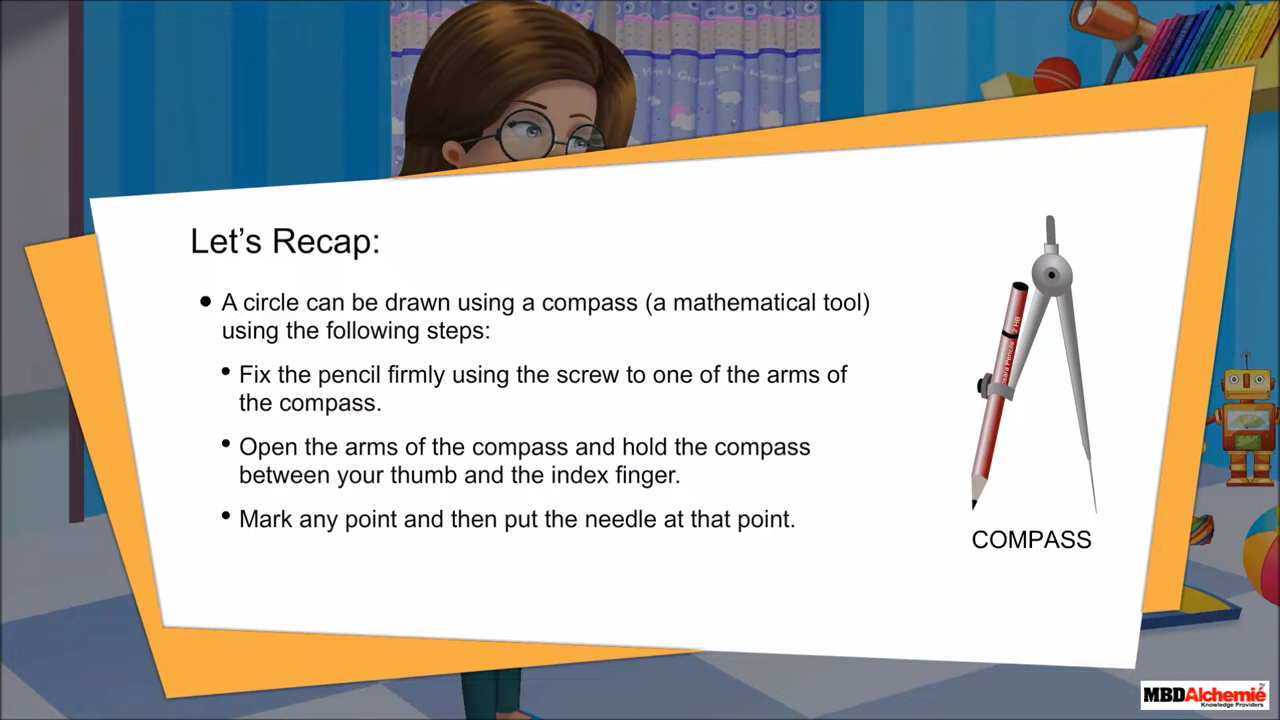 Let's Recap:
• A circle can be drawn using a compass (a mathematical tool)
using the following steps:
• Fix the pencil firmly using the screw to one of the arms of
the compass.
• Open the arms of the compass and hold the compass
between your thumb and the index finger.
• Mark any point and then put the needle at that point.
2 HB
COMPASS
MBDAlchemié
Knowledge Providers